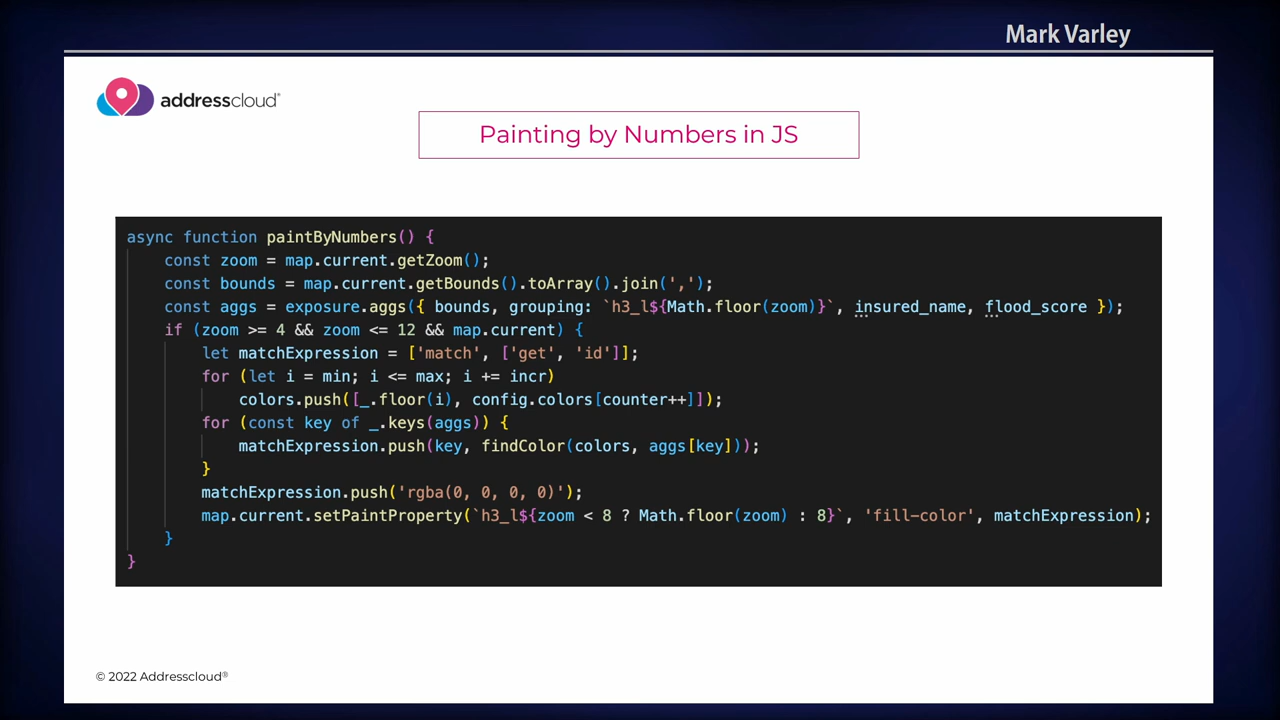 Mark Varley
addresscloud®
Painting by Numbers in JS
async function paintByNumbers() {
    const zoom = map.current.getZoom();
    const bounds = map.current.getBounds().toArray().join(',');
    const aggs = exposure.aggs({ bounds, grouping: `h3_l${Math.floor(zoom)}`, insured_name, flood_score });
    if (zoom >= 4 && zoom <= 12 && map.current) {
        let matchExpression = ['match', ['get', 'id']];
        for (let i = min; i <= max; i += incr)
            colors.push([_.floor(i), config.colors[counter++]]);
        for (const key of _.keys(aggs)) {
            matchExpression.push(key, findColor(colors, aggs[key]));
        }
        matchExpression.push('rgba(0, 0, 0, 0)');
        map.current.setPaintProperty(`h3_l${zoom < 8 ? Math.floor(zoom) : 8}`, 'fill-color', matchExpression);
    }
}
© 2022 Addresscloud®